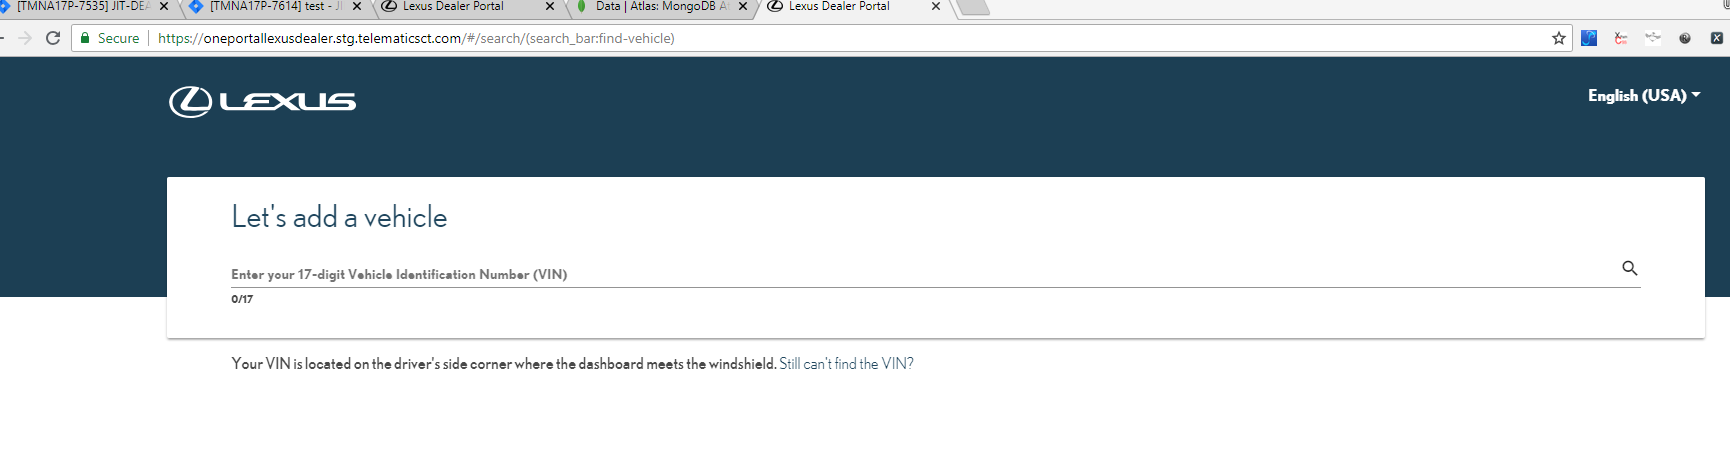 [TMNA17P-7535] JIT-DEA [TMNA17P-7614] test - JI Lexus Dealer Portal Data | Atlas: MongoDB A Lexus Dealer Portal
Secure https://oneportallexusdealer.stg.telematicsct.com/#/search/(search_bar:find-vehicle)
LEXUS
English (USA)
Let's add a vehicle
Enter your 17-digit Vehicle Identification Number (VIN)
0/17
Your VIN is located on the driver's side corner where the dashboard meets the windshield. Still can't find the VIN?